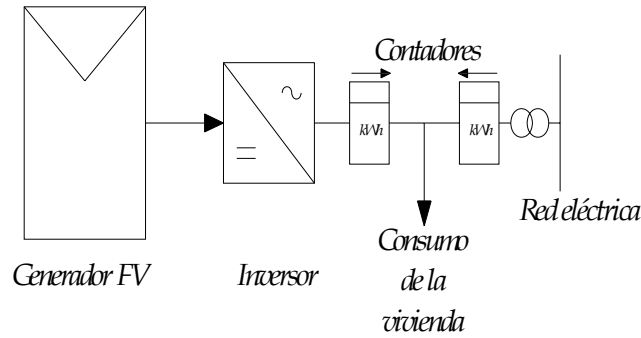 Contadores
kWh
kWh
Red eléctrica
Generador FV
Inversor
Consumo
de la
vivienda